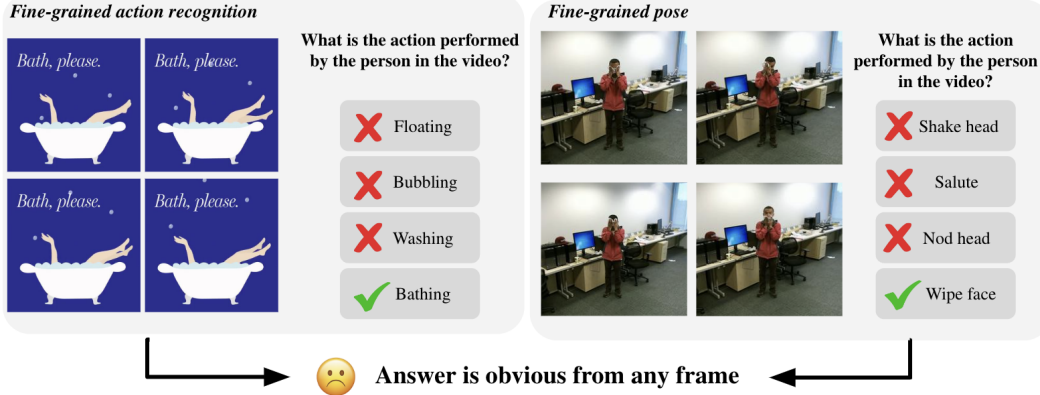 Fine-grained action recognition
Bath, please.
Bath, please.
Bath, please.
Bath, please.
What is the action performed
by the person in the video?
Floating
Bubbling
Washing
Bathing
Fine-grained pose
What is the action
performed by the person
in the video?
Shake head
Salute
Nod head
Wipe face
Answer is obvious from any frame